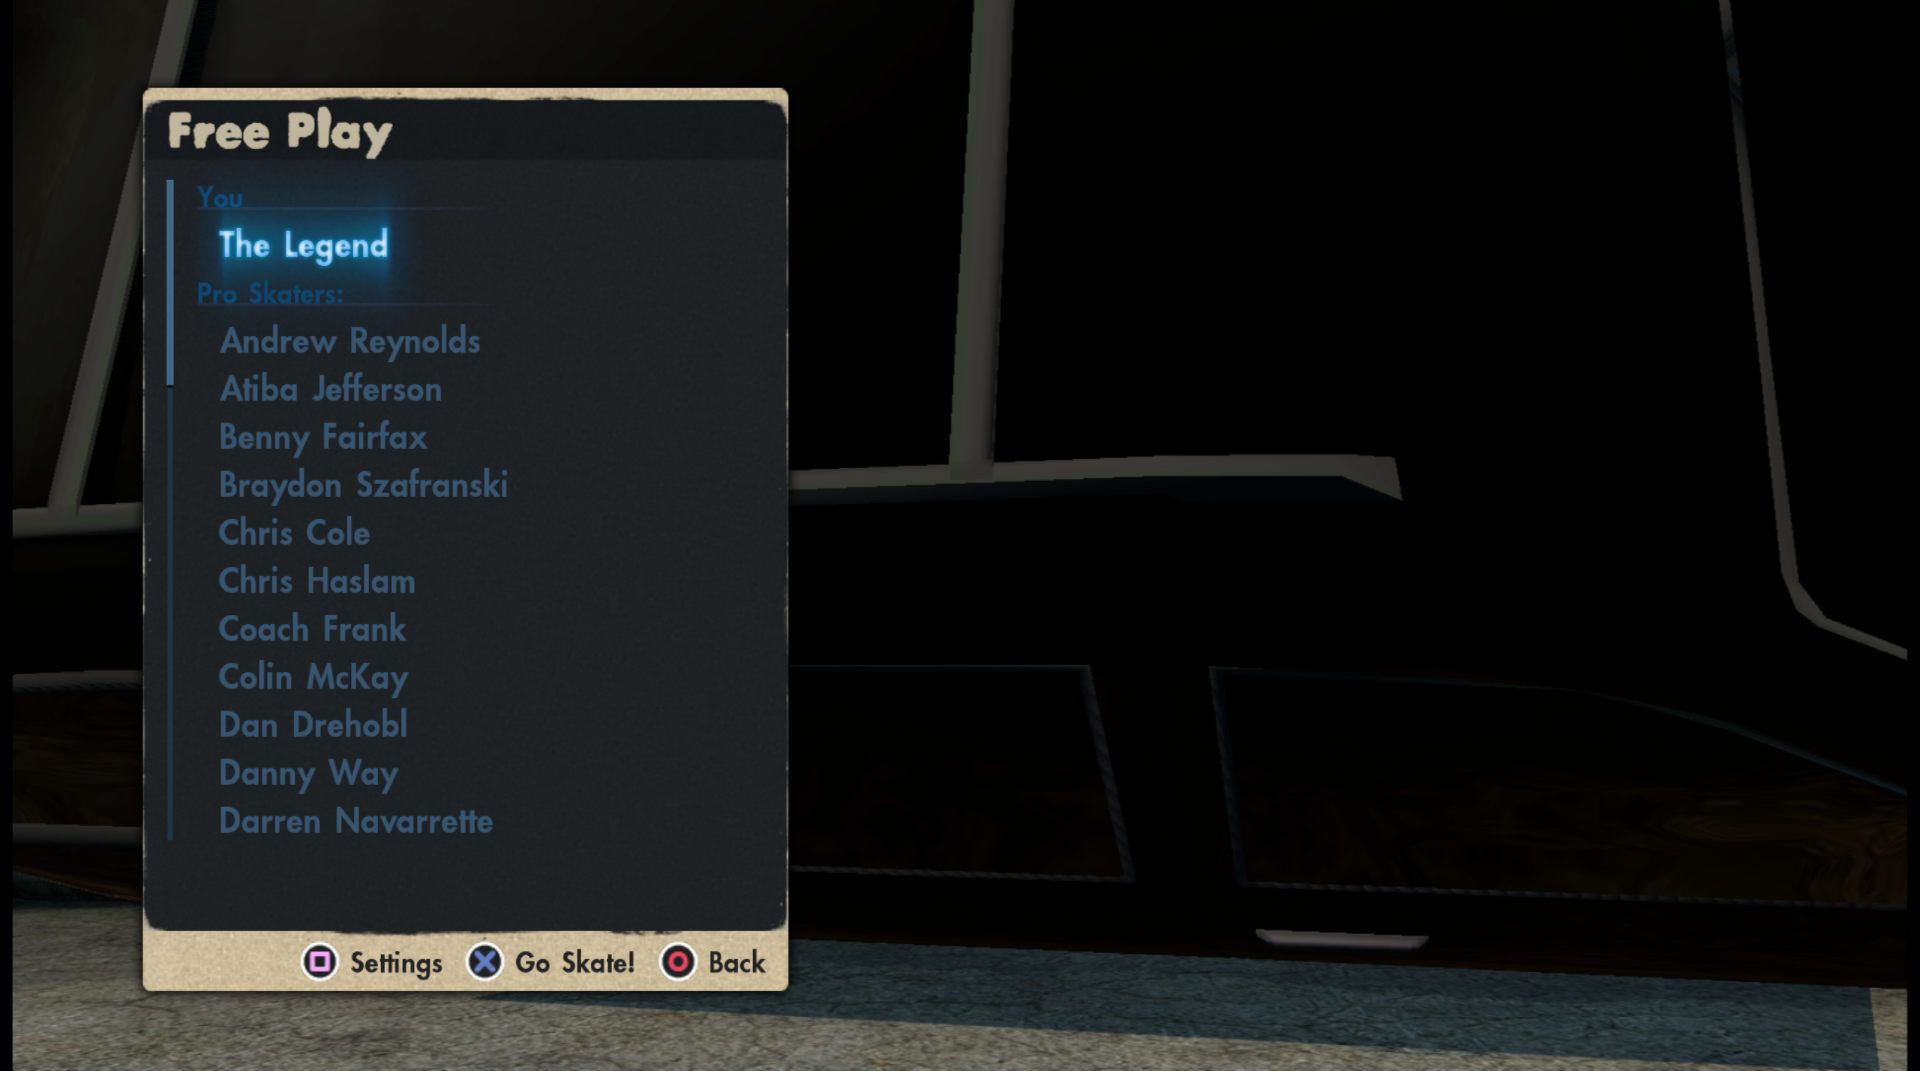 Free Play
You
The Legend
Pro Skaters:
Andrew Reynolds
Atiba Jefferson
Benny Fairfax
Braydon Szafranski
Chris Cole
Chris Haslam
Coach Frank
Colin McKay
Dan Drehobl
Danny Way
Darren Navarrette
Settings Go Skate! Back